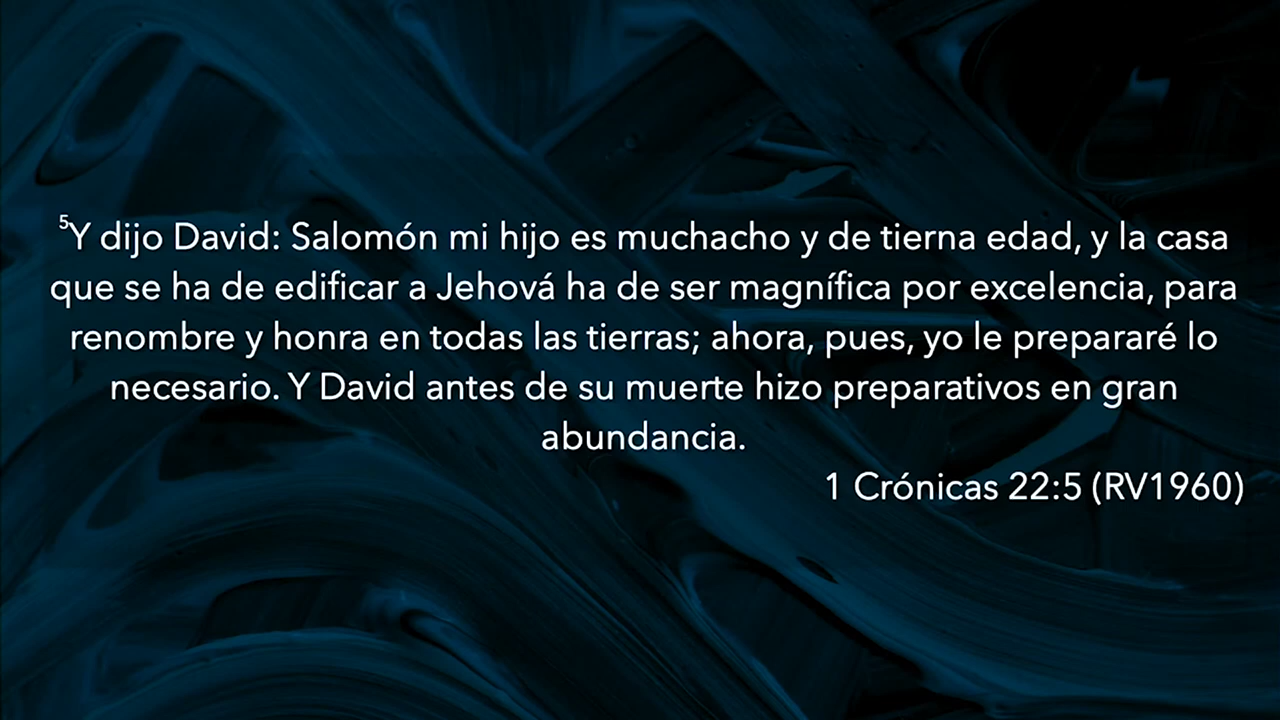 ⁵Y dijo David: Salomón mi hijo es muchacho y de tierna edad, y la casa
que se ha de edificar a Jehová ha de ser magnífica por excelencia, para
renombre y honra en todas las tierras; ahora, pues, yo le prepararé lo
necesario. Y David antes de su muerte hizo preparativos en gran
abundancia.
1 Crónicas 22:5 (RV1960)